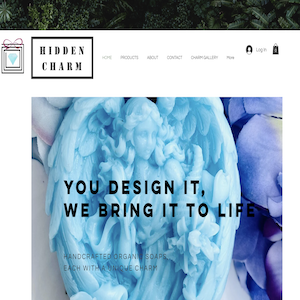 HIDDEN
CHARM
HOME PRODUCTS ABOUT CONTACT CHARM GALLERY More
Log In
YOU DESIGN IT,
WE BRING IT TO LIFE
HANDCRAFTED ORGANIC SOAPS,
EACH WITH A UNIQUE CHARM